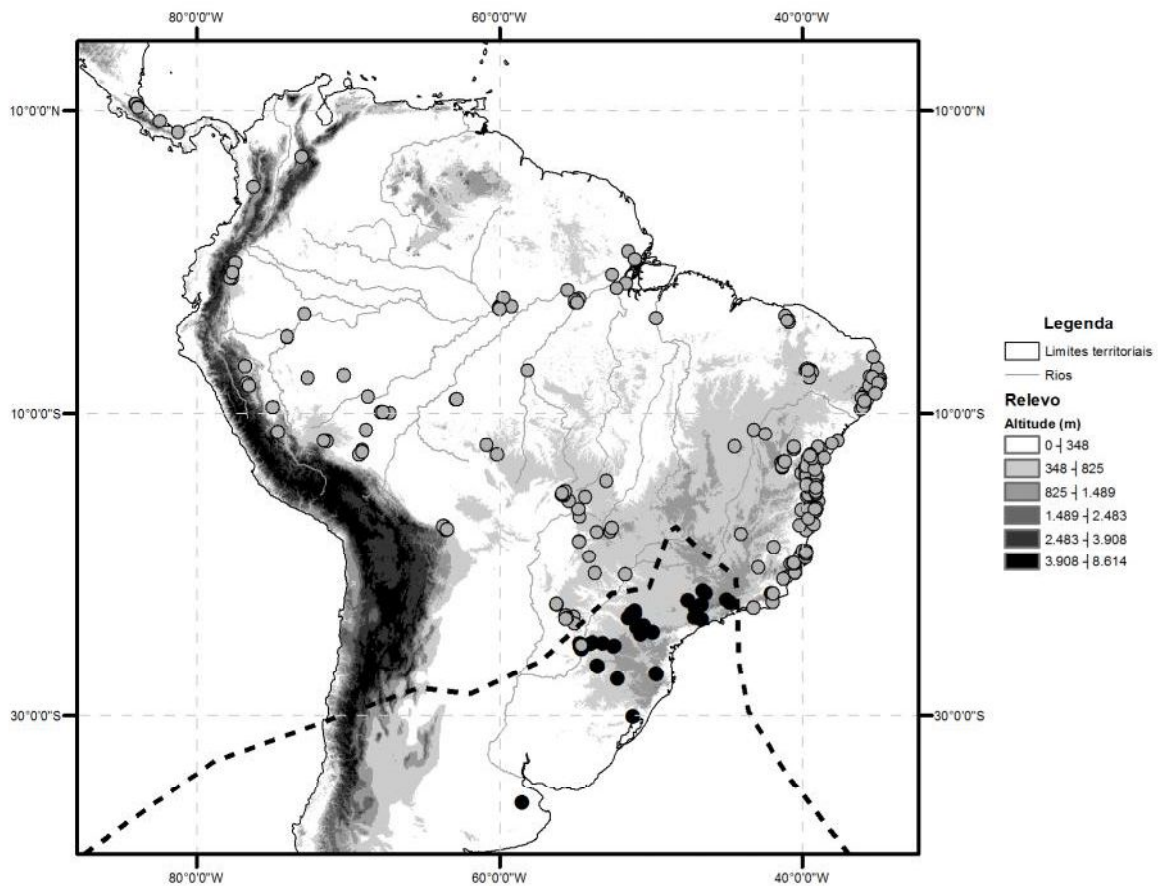 80°0'0"W 60°0'0"W 40°0'0"W
10°0'0"N 10°0'0"N
10°0'0"S 10°0'0"S
30°0'0"S 30°0'0"S
80°0'0"W 60°0'0"W 40°0'0"W
Legenda
Limites territoriais
Rios
Relevo
Altitude (m)
0 ┤348
348 ┤825
825 ┤1.489
1.489 ┤2.483
2.483 ┤3.908
3.908 ┤8.614